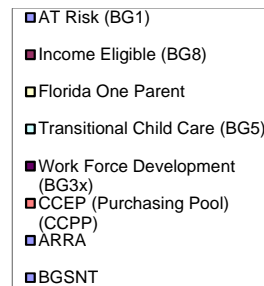 AT Risk (BG1)
Income Eligible (BG8)
Florida One Parent
Transitional Child Care (BG5)
Work Force Development
(BG3x)
CCEP (Purchasing Pool)
(CCPP)
ARRA
BGSNT